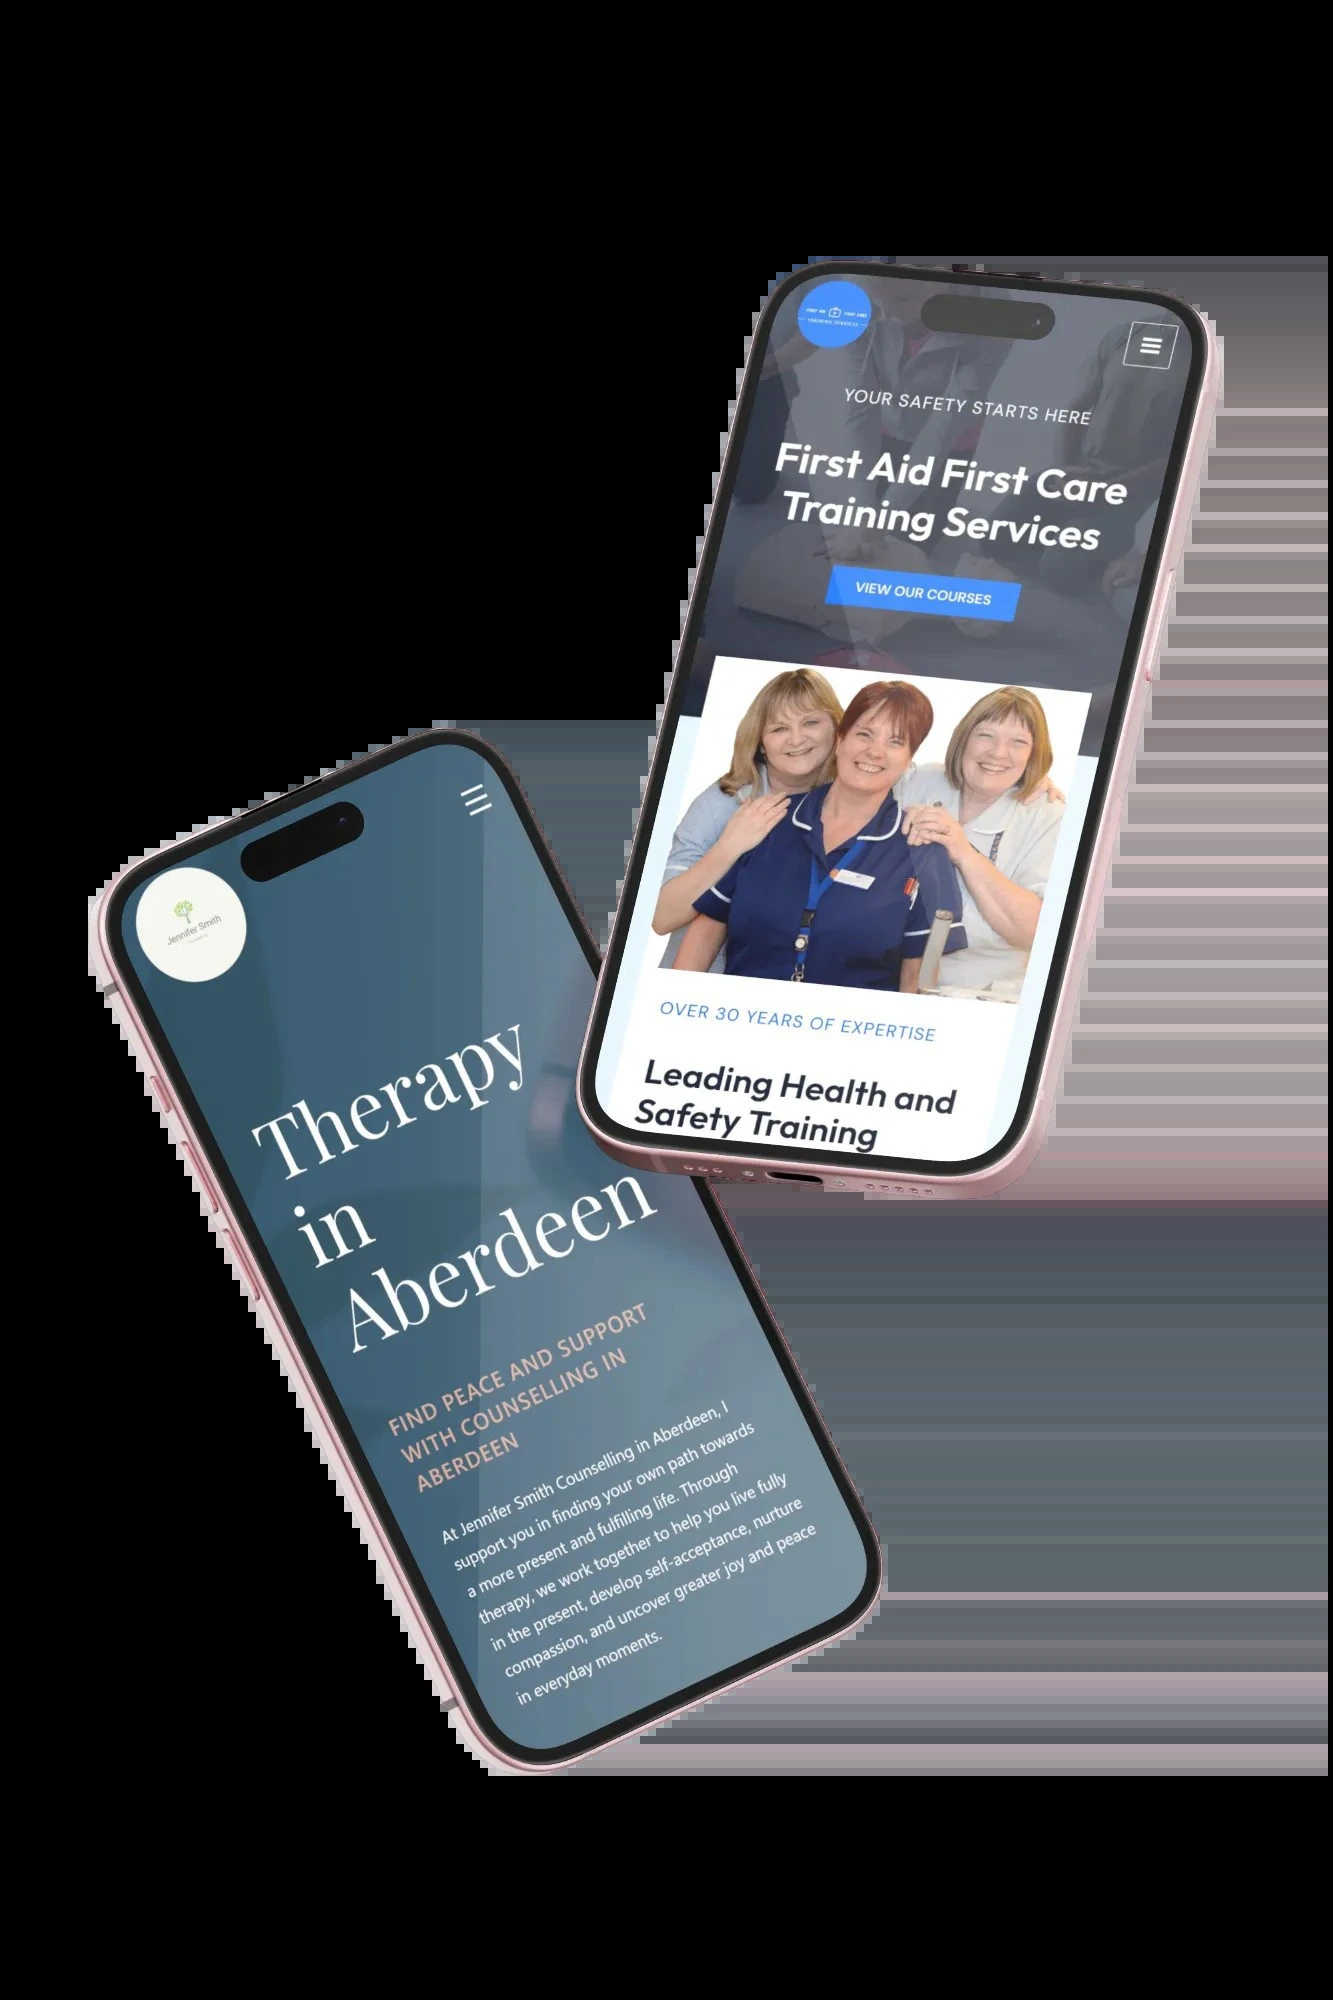 FIRST AID FIRST CARE
TRAINING SERVICES
YOUR SAFETY STARTS HERE
First Aid First Care
Training Services
VIEW OUR COURSES
OVER 30 YEARS OF EXPERTISE
Leading Health and
Safety Training
Jennifer Smith
Therapy
in
Aberdeen
FIND PEACE AND SUPPORT
WITH COUNSELLING IN
ABERDEEN
At Jennifer Smith Counselling in Aberdeen, I
support you in finding your own path towards
a more present and fulfilling life. Through
therapy, we work together to help you live fully
in the present, develop self-acceptance, nurture
compassion, and uncover greater joy and peace
in everyday moments.